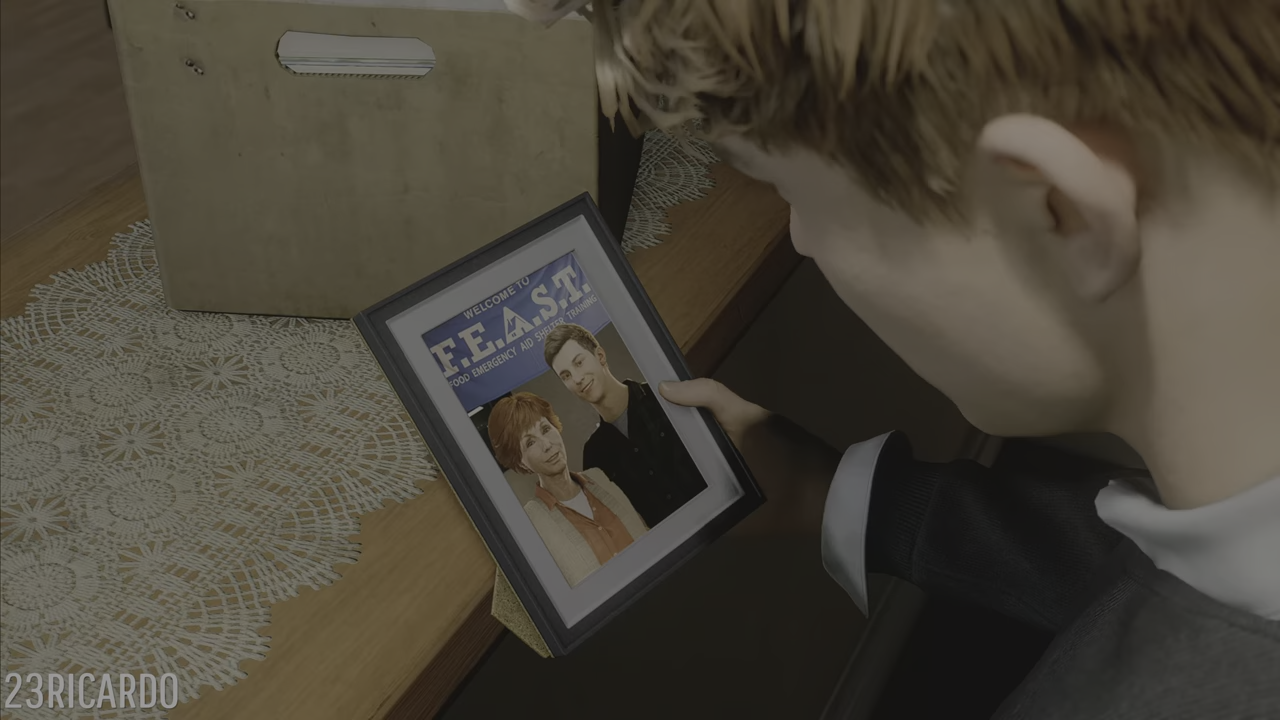 WELCOME TO
F.E.A.S.T.
FOOD EMERGENCY AID SHELTER TRAINING
23RICARDO